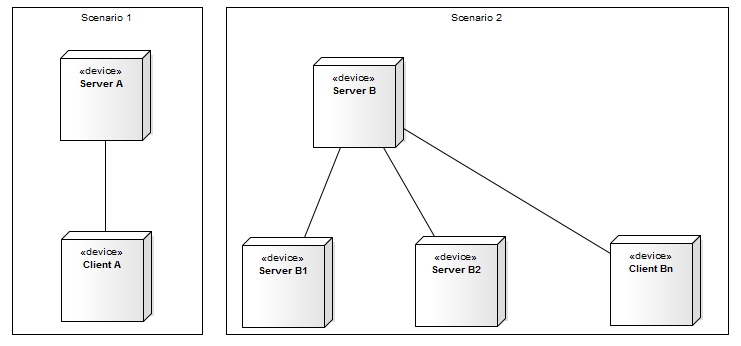 Scenario 1
«device»
Server A
«device»
Client A
Scenario 2
«device»
Server B
«device»
Server B1
«device»
Server B2
«device»
Client Bn